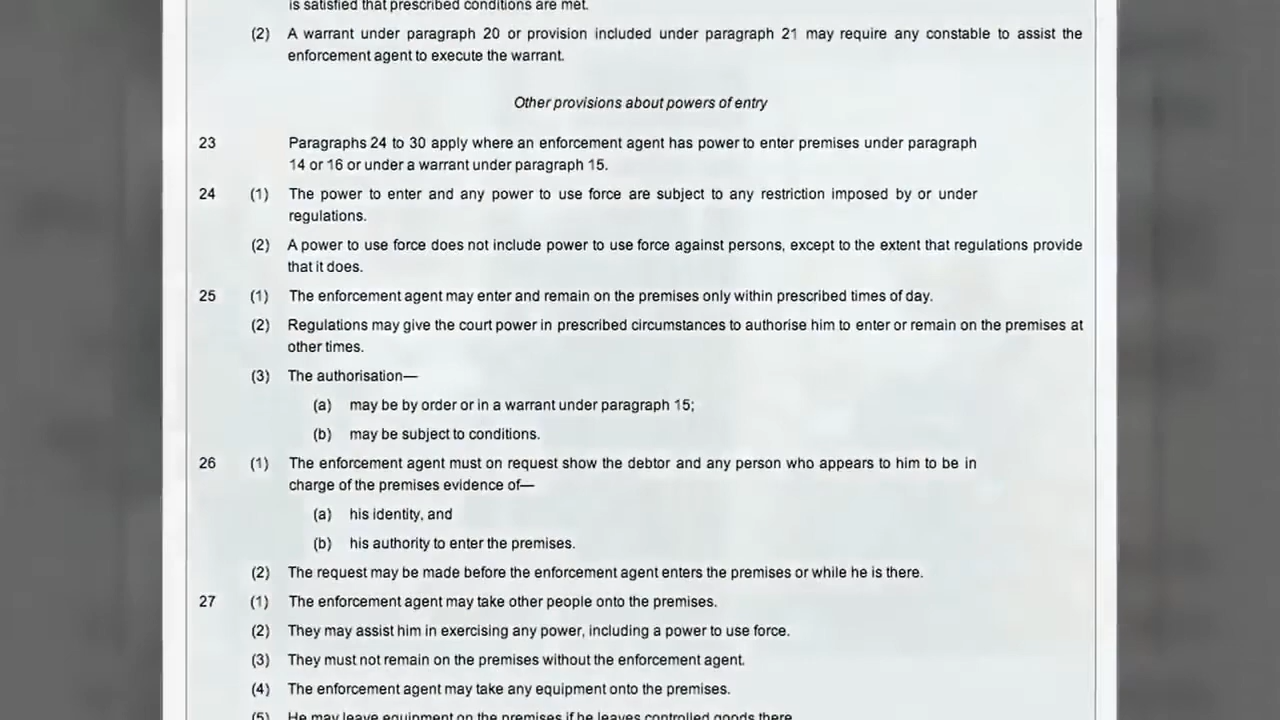 is satisfied that prescribed conditions are met.
(2) A warrant under paragraph 20 or provision included under paragraph 21 may require any constable to assist the
enforcement agent to execute the warrant.
Other provisions about powers of entry
23 Paragraphs 24 to 30 apply where an enforcement agent has power to enter premises under paragraph
14 or 16 or under a warrant under paragraph 15.
24 (1) The power to enter and any power to use force are subject to any restriction imposed by or under
regulations.
(2) A power to use force does not include power to use force against persons, except to the extent that regulations provide
that it does.
25 (1) The enforcement agent may enter and remain on the premises only within prescribed times of day.
(2) Regulations may give the court power in prescribed circumstances to authorise him to enter or remain on the premises at
other times.
(3) The authorisation—
(a) may be by order or in a warrant under paragraph 15;
(b) may be subject to conditions.
26 (1) The enforcement agent must on request show the debtor and any person who appears to him to be in
charge of the premises evidence of—
(a) his identity, and
(b) his authority to enter the premises.
(2) The request may be made before the enforcement agent enters the premises or while he is there.
27 (1) The enforcement agent may take other people onto the premises.
(2) They may assist him in exercising any power, including a power to use force.
(3) They must not remain on the premises without the enforcement agent.
(4) The enforcement agent may take any equipment onto the premises.
(5) He may leave equipment on the premises if he leaves controlled goods there.